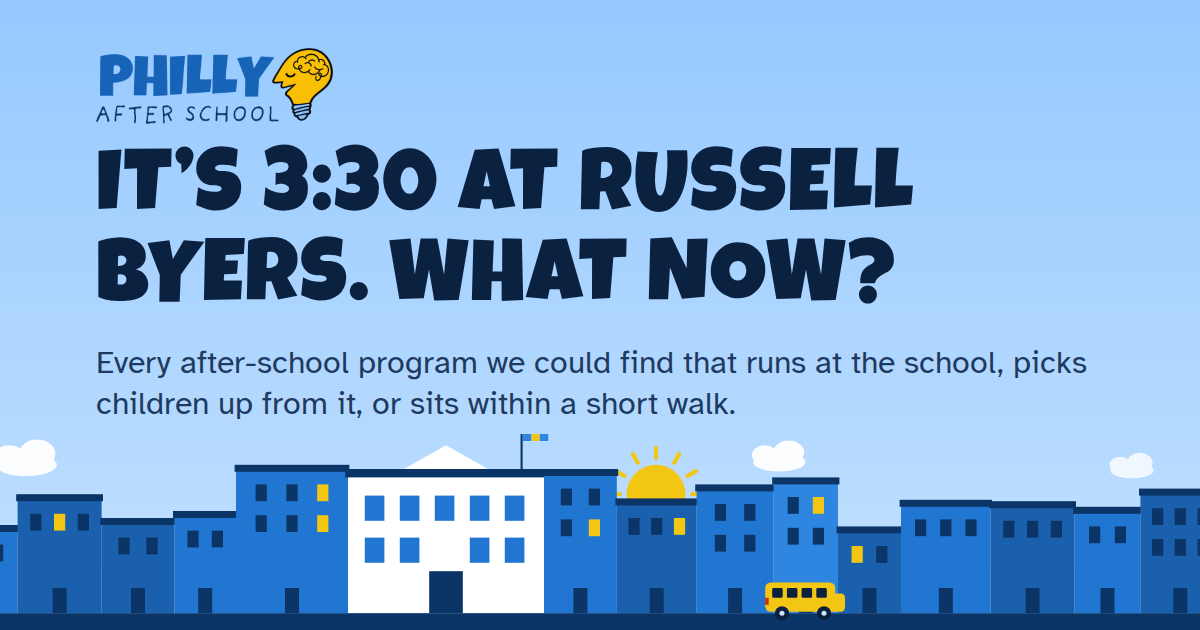 PHILLY
AFTER SCHOOL
IT’S 3:30 AT RUSSELL
BYERS. WHAT NOW?
Every after-school program we could find that runs at the school, picks
children up from it, or sits within a short walk.